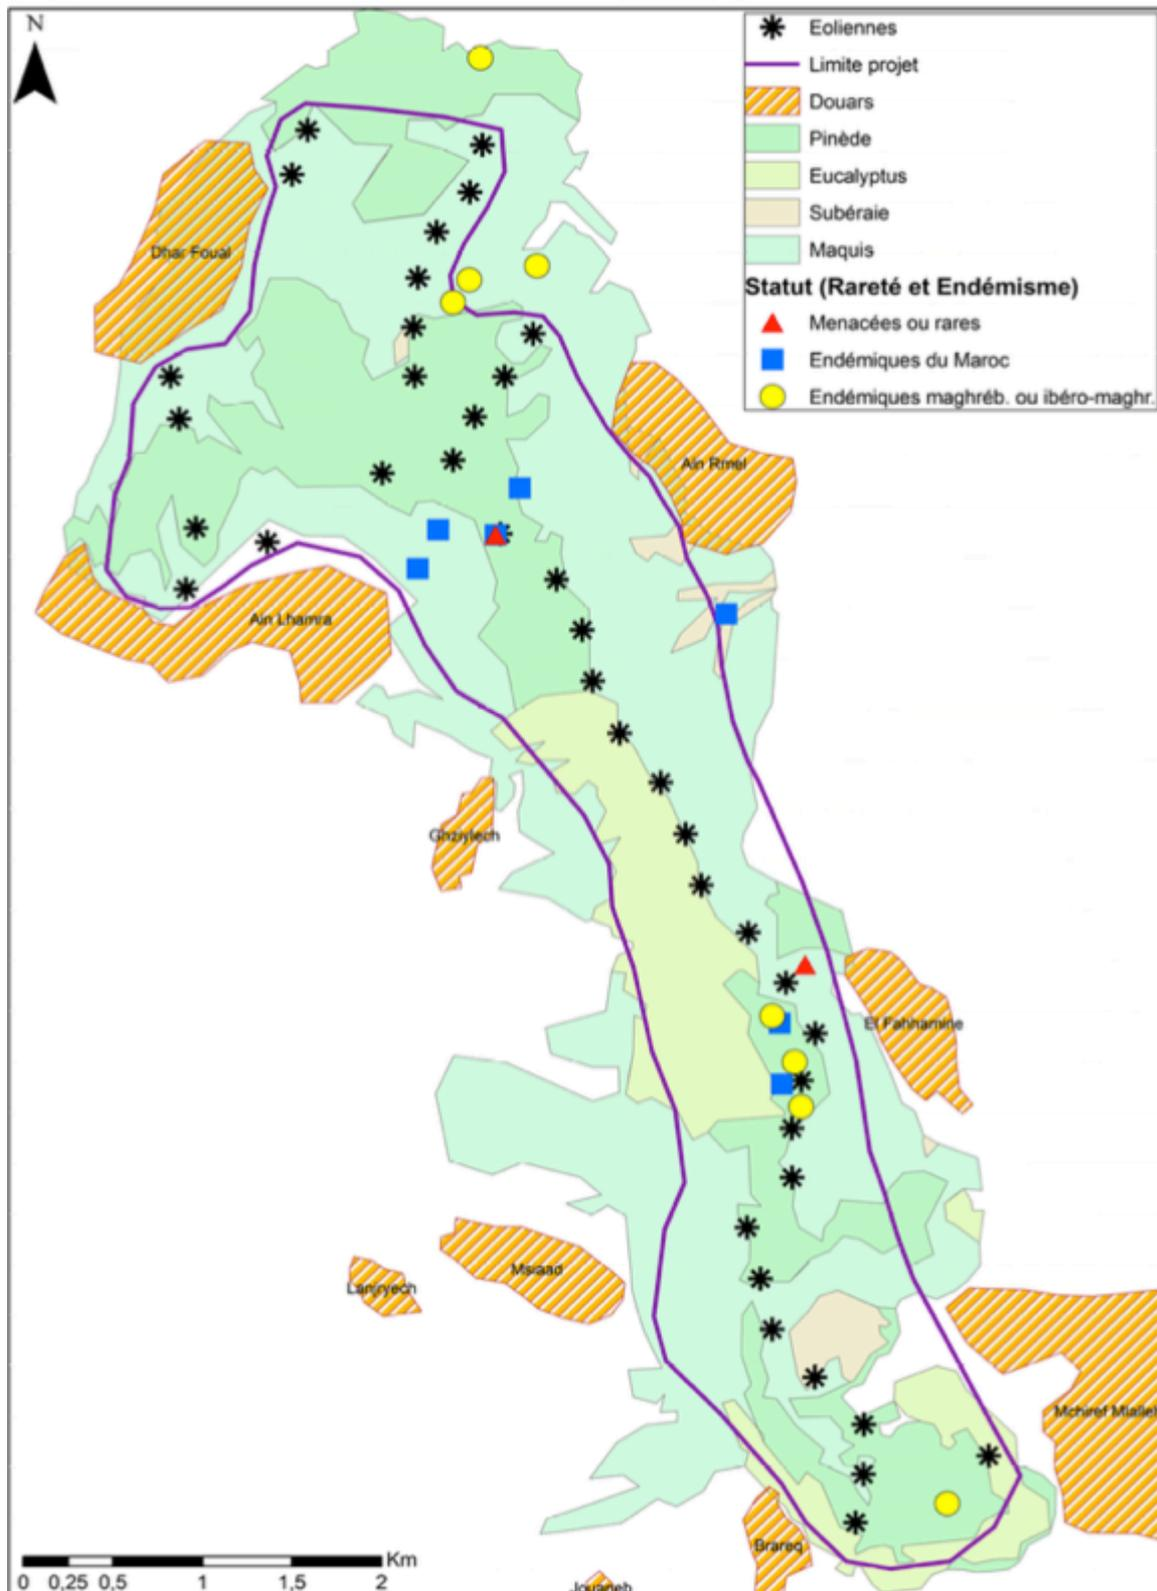 N
Eoliennes
Limite projet
Douars
Pinède
Eucalyptus
Subéraie
Maquis
Statut (Rareté et Endémisme)
Menacées ou rares
Endémiques du Maroc
Endémiques maghréb. ou ibéro-maghr.
Dhar Foual
Ain Rmel
Ain Lhamra
Ghziylech
El Fahhamine
Msiaad
Lanjryech
Mchiref Mlalleh
Brareq
Jouaneb
Km
0 0,25 0,5 1 1,5 2